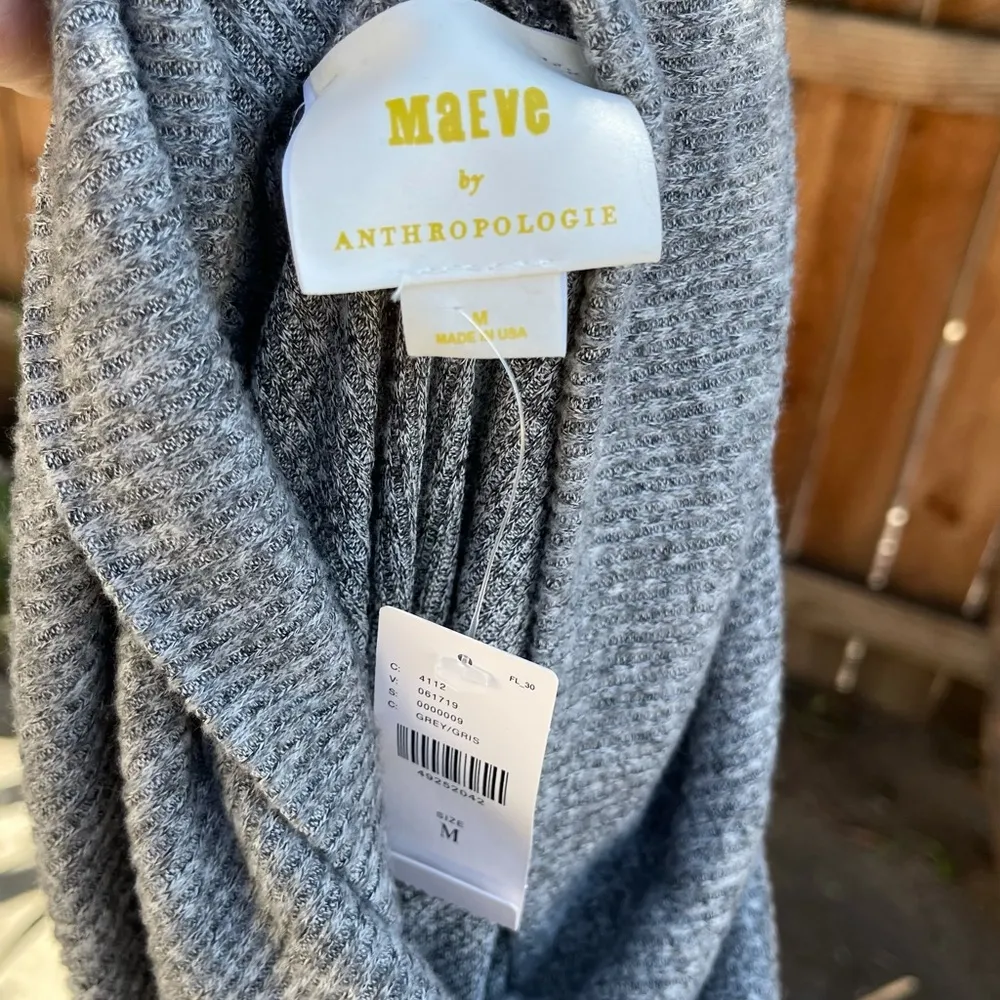 MaEVe
by
ANTHROPOLOGIE
M
MADE IN USA
FL_30
C: 4112
V: 061719
S: 0000009
C: GREY/GRIS
49252042
SIZE
M